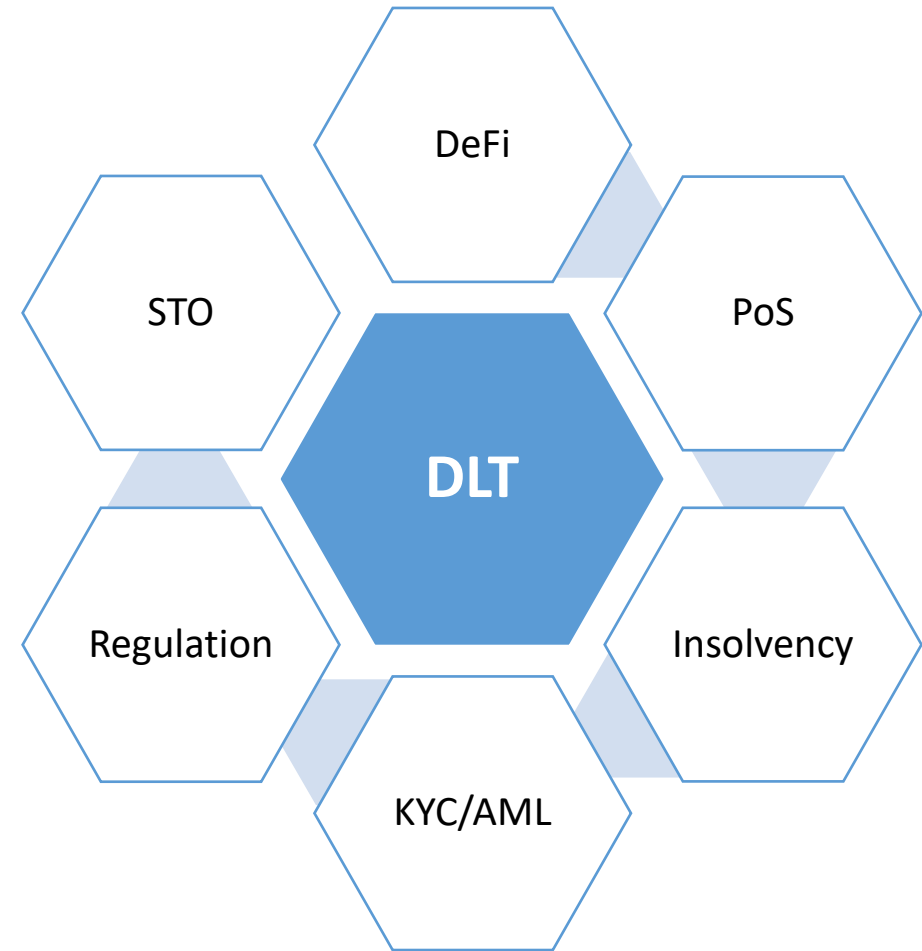 DeFi
STO
PoS
DLT
Regulation
Insolvency
KYC/AML